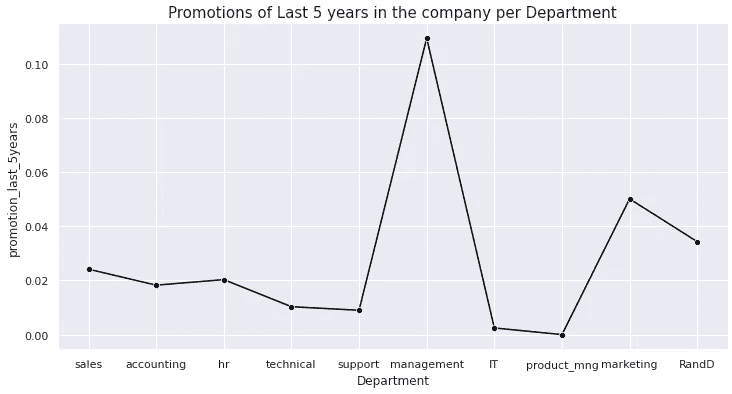 Promotions of Last 5 years in the company per Department
promotion_last_5years
0.10
0.08
0.06
0.04
0.02
0.00
sales accounting hr technical support management IT product_mng marketing RandD
Department